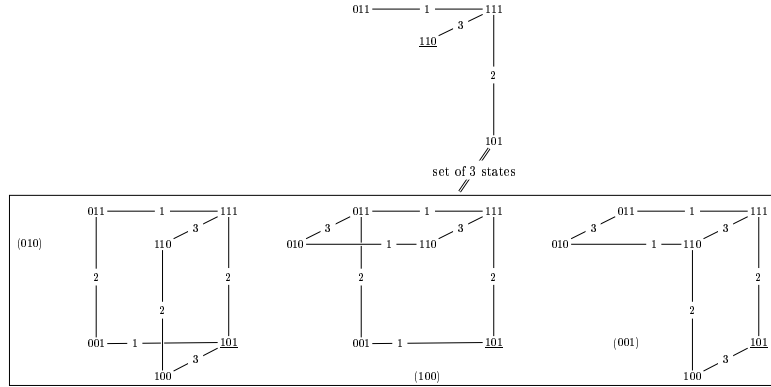 011 1 111
3
110
2
101
set of 3 states
011 1 111 011 1 111 011 1 111
3 3 3 3 3
(010) 110 010 1 110 010 1 110
2 2 2 2 2
2 2
001 1 101 001 1 101 (001) 101
3 3
100 (100) 100